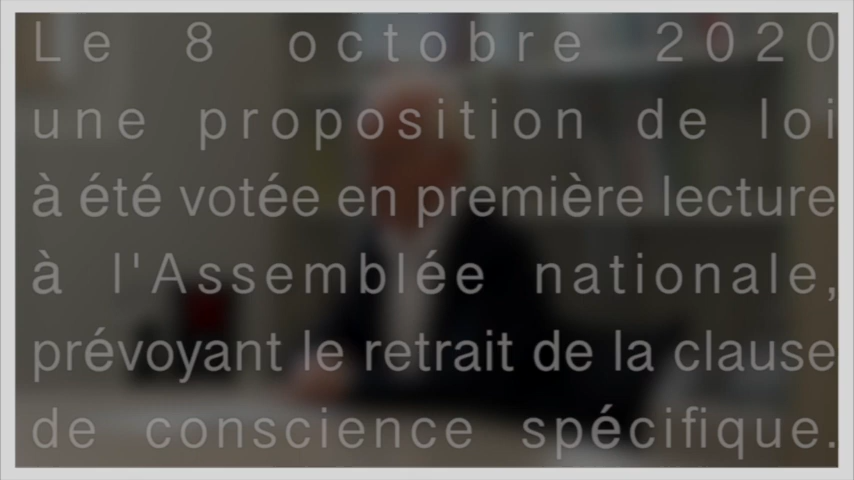 Le 8 octobre 2020
une proposition de loi
à été votée en première lecture
à l'Assemblée nationale,
prévoyant le retrait de la clause
de conscience spécifique.